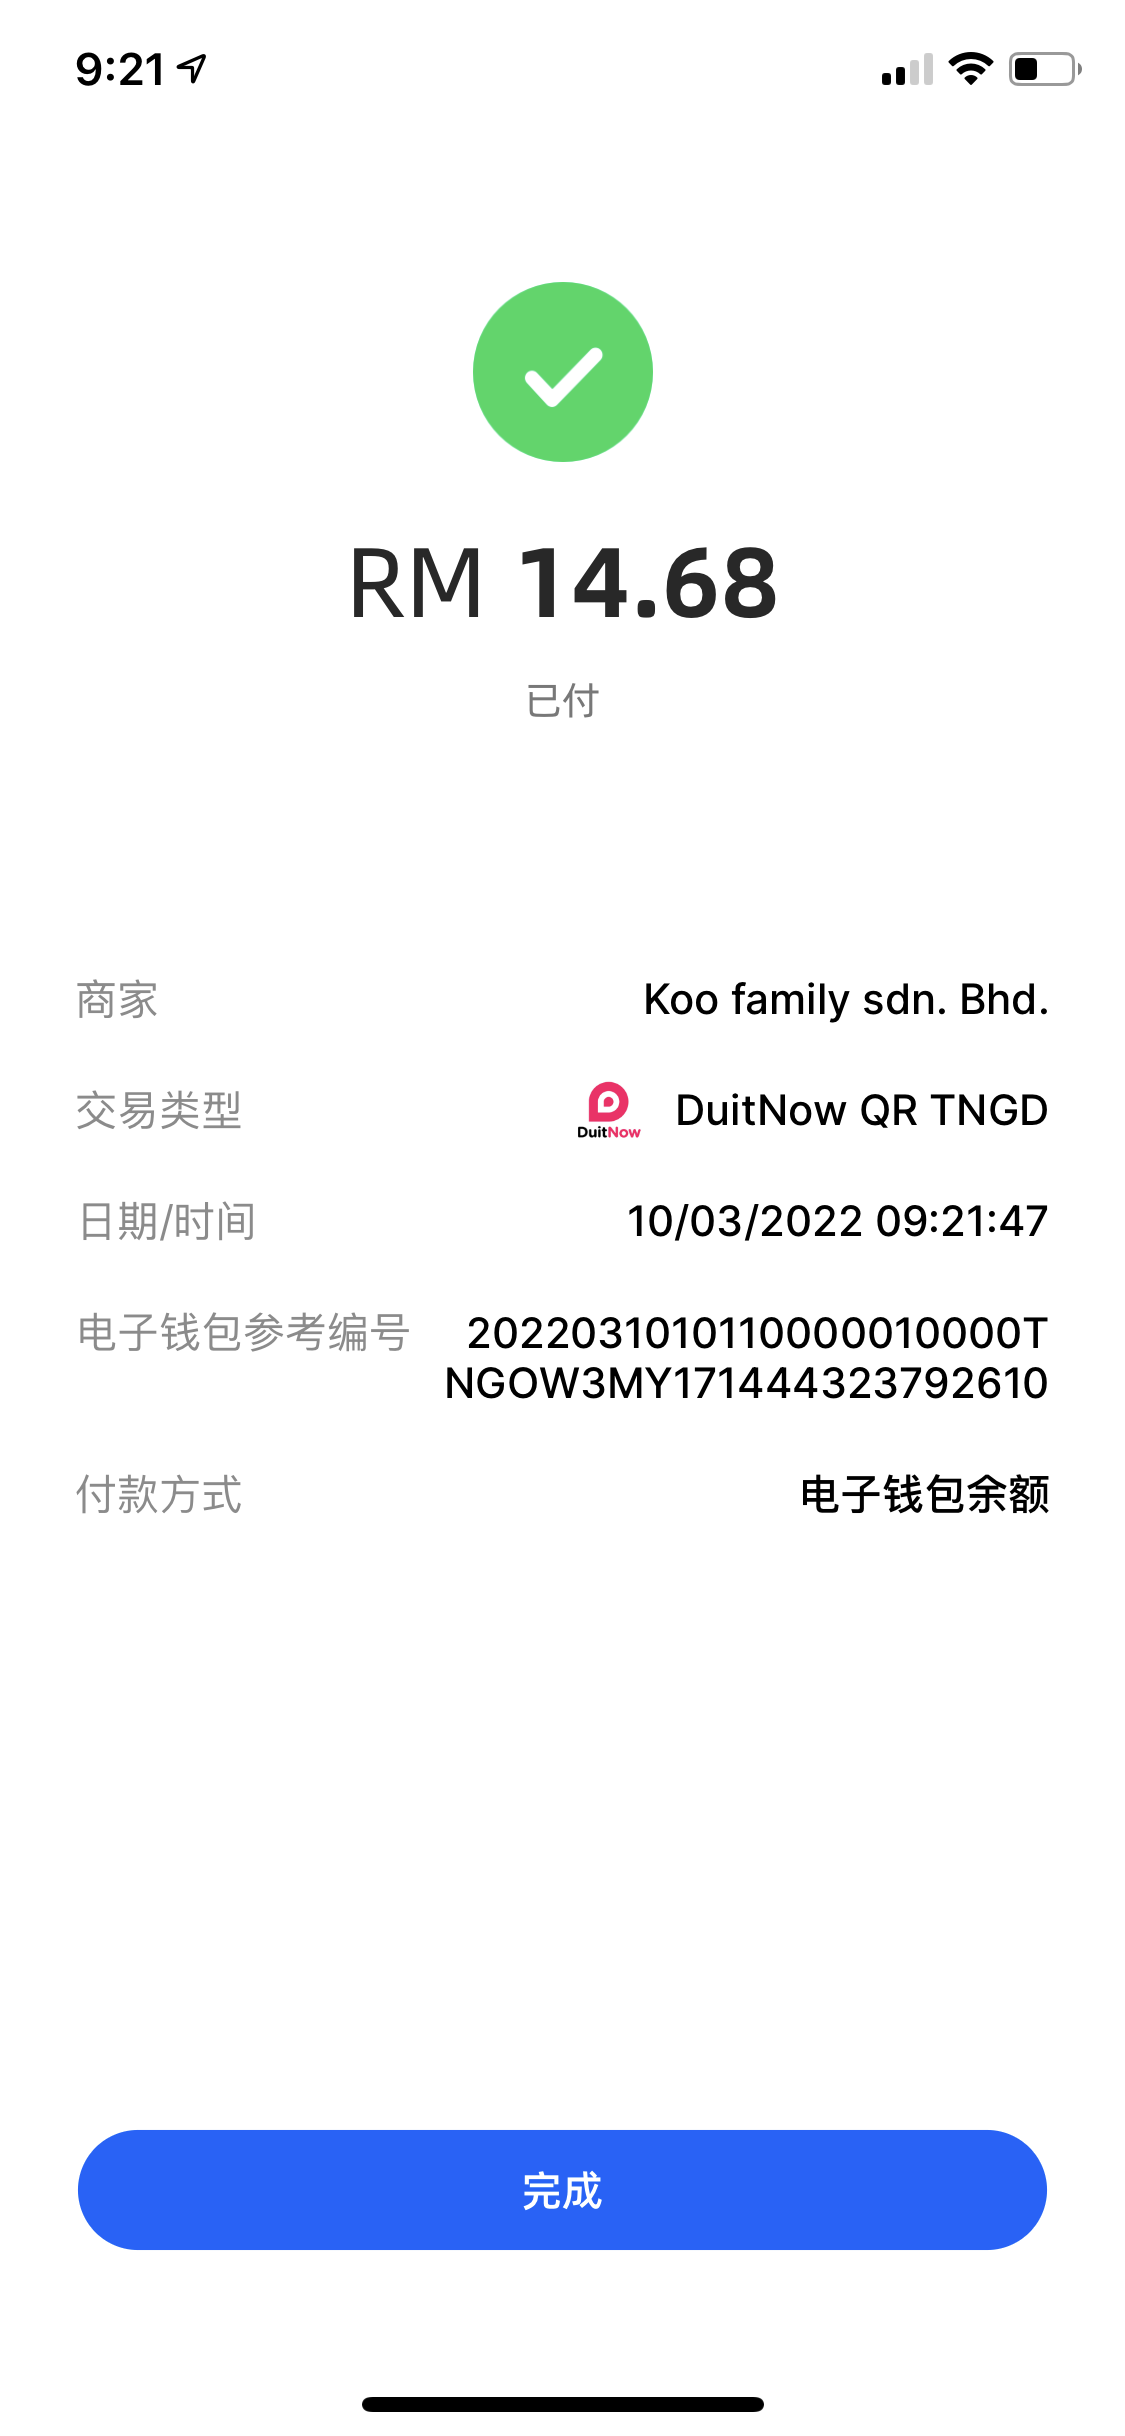 9:21
RM 14.68
已付
商家
Koo family sdn. Bhd.
交易类型
DuitNow
DuitNow QR TNGD
日期/时间
10/03/2022 09:21:47
电子钱包参考编号
20220310101110000010000T
NGOW3MY171444323792610
付款方式
电子钱包余额
完成